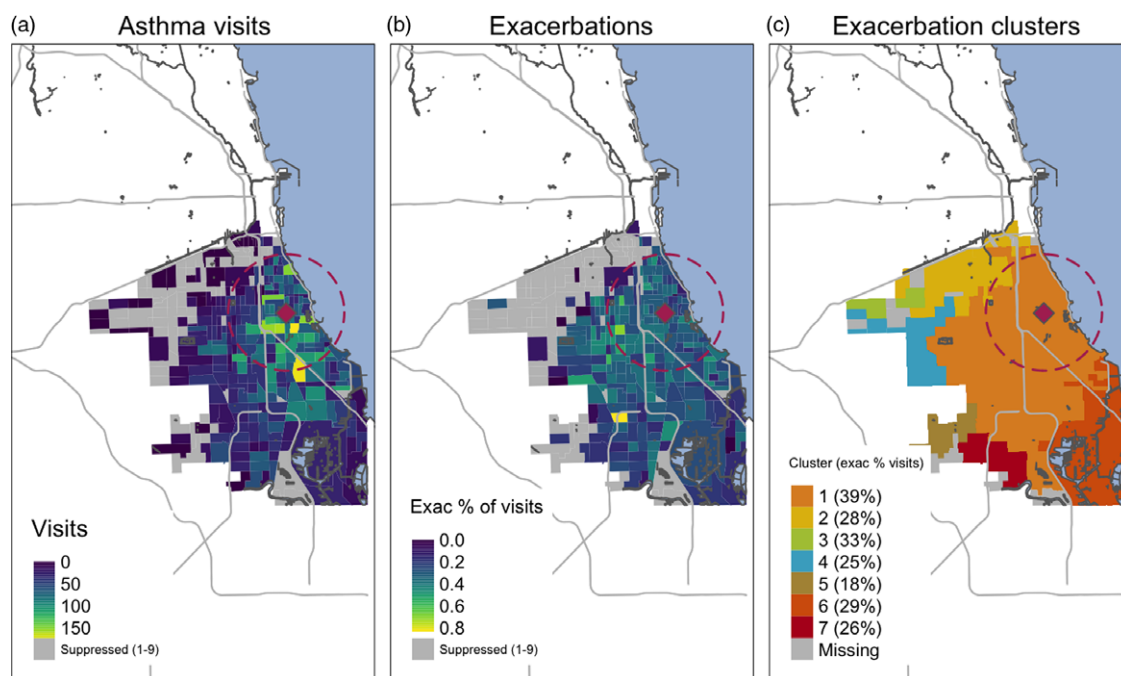 (a) Asthma visits
(b) Exacerbations
(c) Exacerbation clusters
Visits
0
50
100
150
Suppressed (1-9)
Exac % of visits
0.0
0.2
0.4
0.6
0.8
Suppressed (1-9)
Cluster (exac % visits)
1 (39%)
2 (28%)
3 (33%)
4 (25%)
5 (18%)
6 (29%)
7 (26%)
Missing